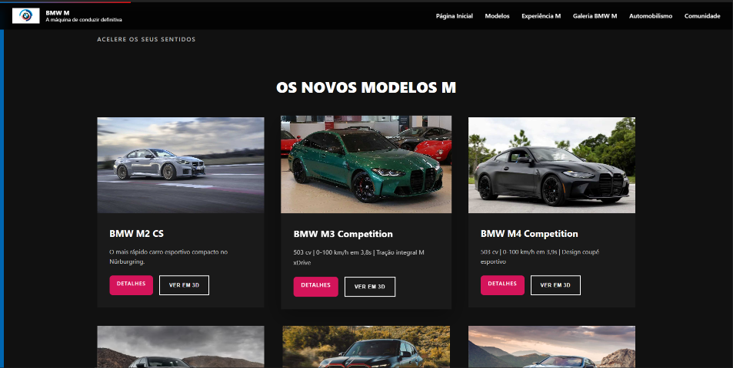 BMW M
A máquina de conduzir definitiva
Página Inicial Modelos Experiência M Galeria BMW M Automobilismo Comunidade
ACELERE OS SEUS SENTIDOS
OS NOVOS MODELOS M
BMW M2 CS
O mais rápido carro esportivo compacto no
Nürburgring.
DETALHES VER EM 3D
BMW M3 Competition
503 cv | 0-100 km/h em 3,8s | Tração integral M
xDrive
DETALHES VER EM 3D
BMW M4 Competition
503 cv | 0-100 km/h em 3,9s | Design coupé
esportivo
DETALHES VER EM 3D